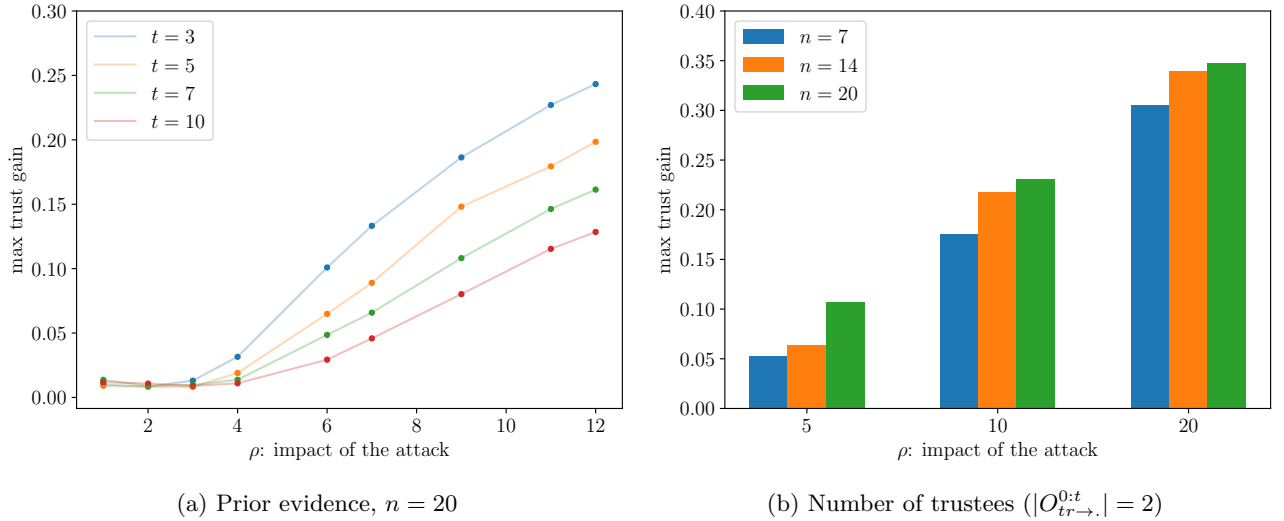 0.30
0.25
0.20
0.15
0.10
0.05
0.00
max trust gain
t = 3
t = 5
t = 7
t = 10
2
4
6
8
10
12
ρ: impact of the attack
(a) Prior evidence, n = 20
0.40
0.35
0.30
0.25
0.20
0.15
0.10
0.05
0.00
max trust gain
n = 7
n = 14
n = 20
5
10
20
ρ: impact of the attack
(b) Number of trustees (|O^{0:t}_{tr→.}| = 2)